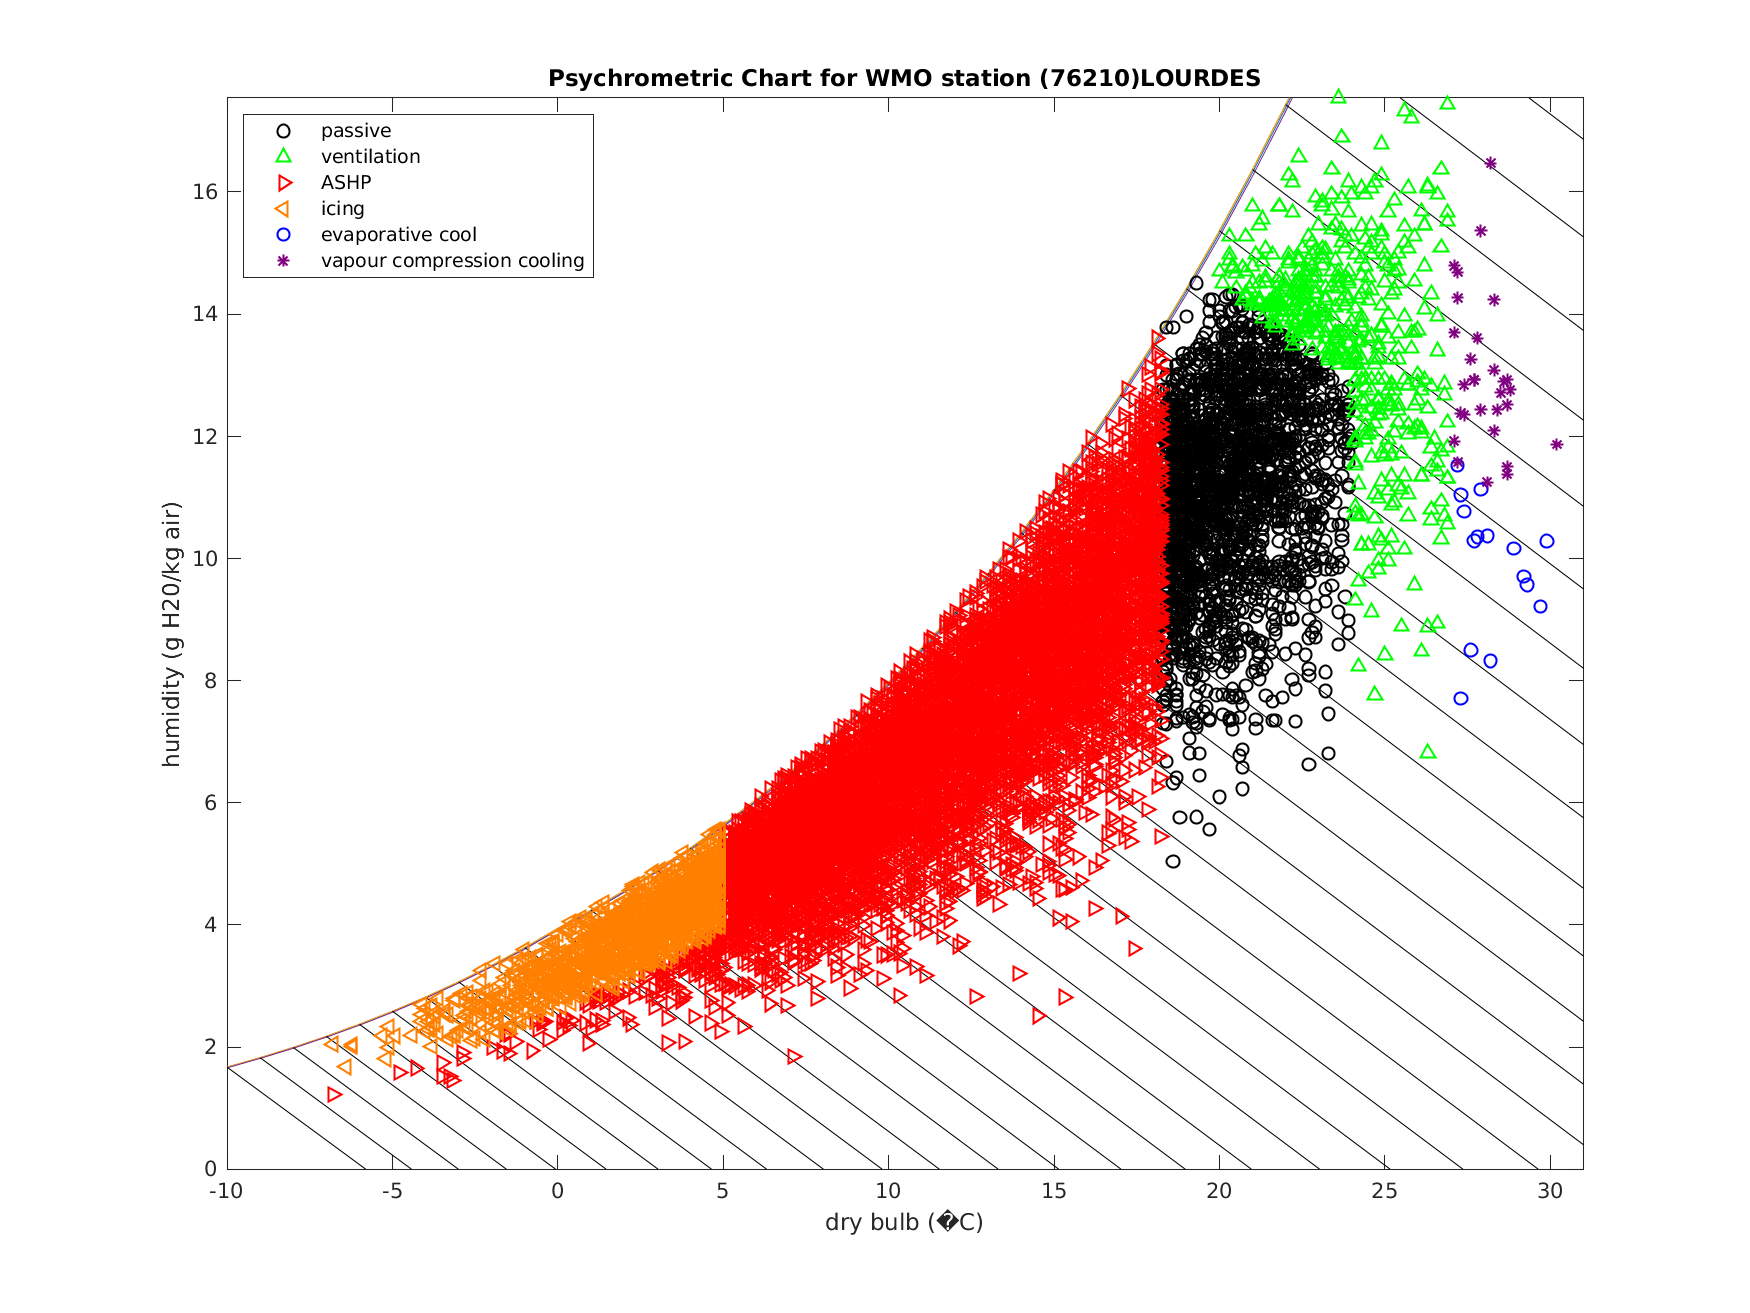 Psychrometric Chart for WMO station (76210)LOURDES
passive
ventilation
ASHP
icing
evaporative cool
vapour compression cooling
humidity (g H20/kg air)
16
14
12
10
8
6
4
2
0
-10 -5 0 5 10 15 20 25 30
dry bulb (�C)